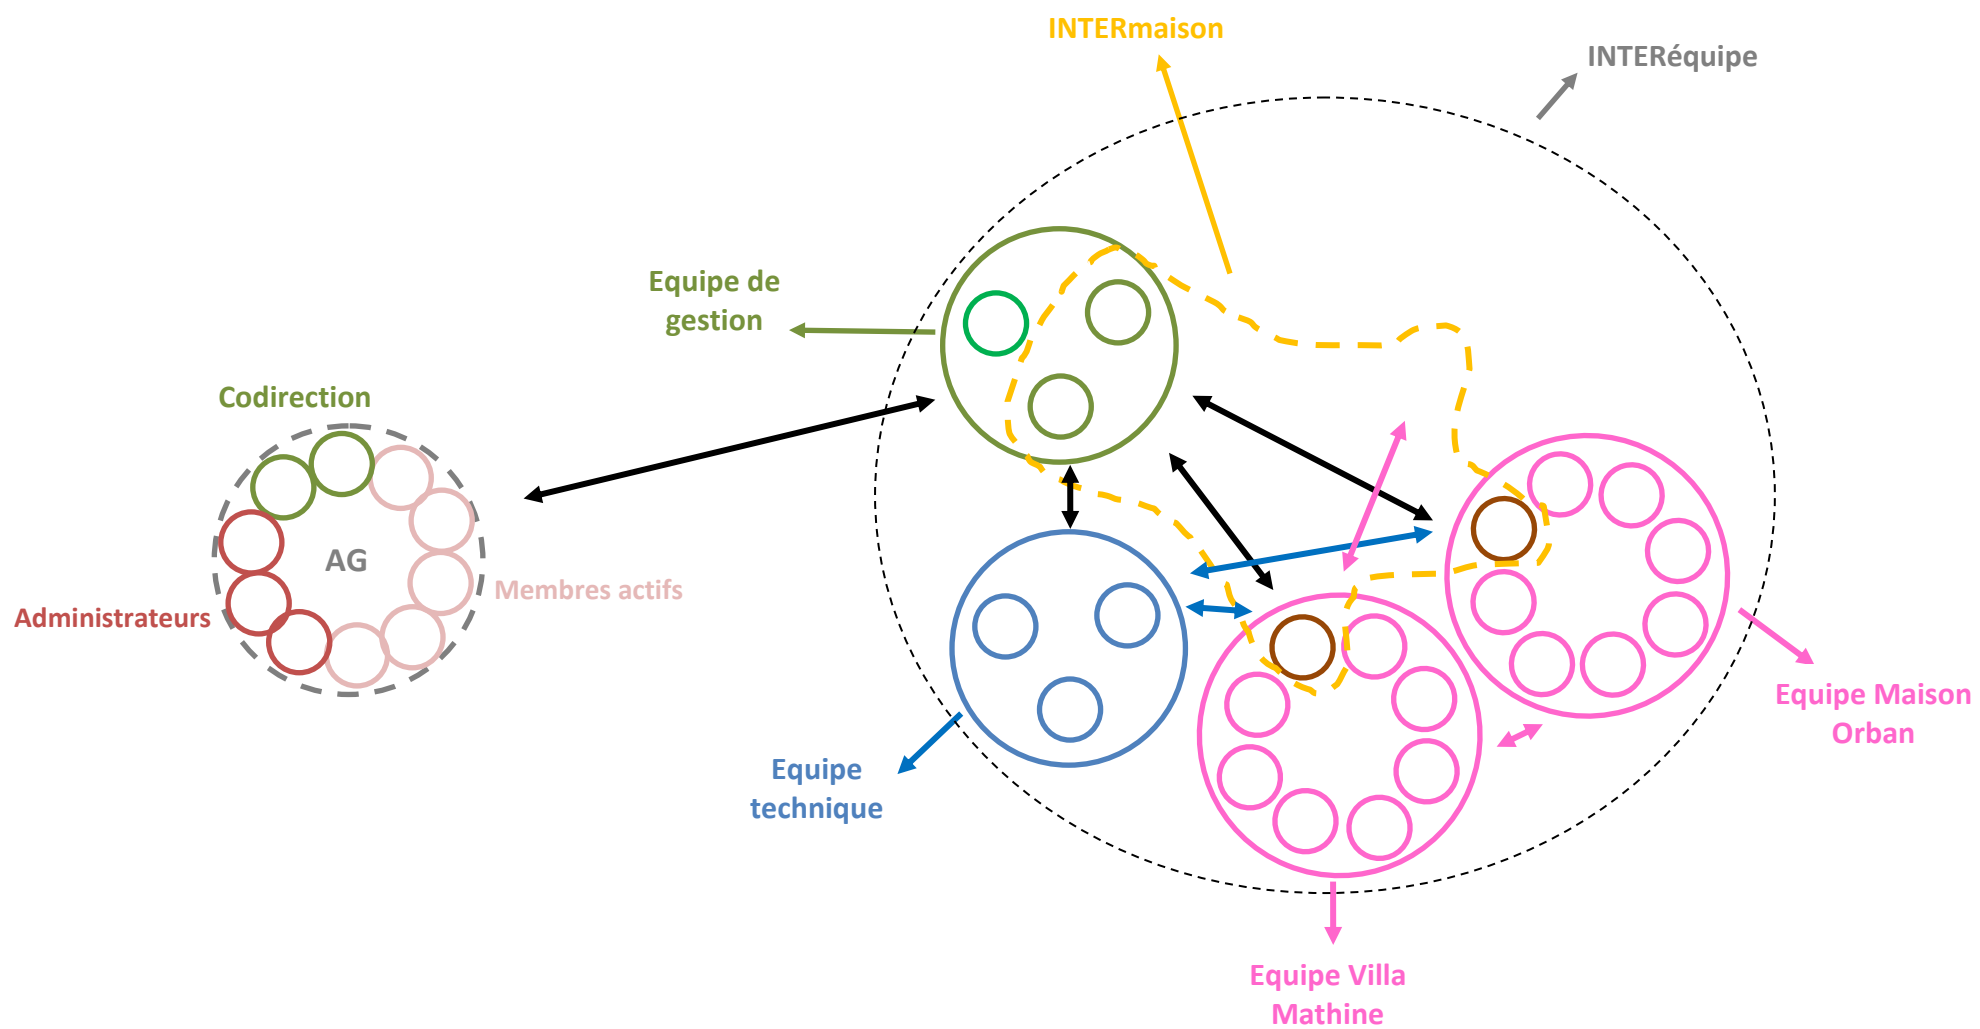 INTERmaison
INTERéquipe
Equipe de
gestion
Codirection
AG
Membres actifs
Administrateurs
Equipe Maison
Orban
Equipe
technique
Equipe Villa
Mathine